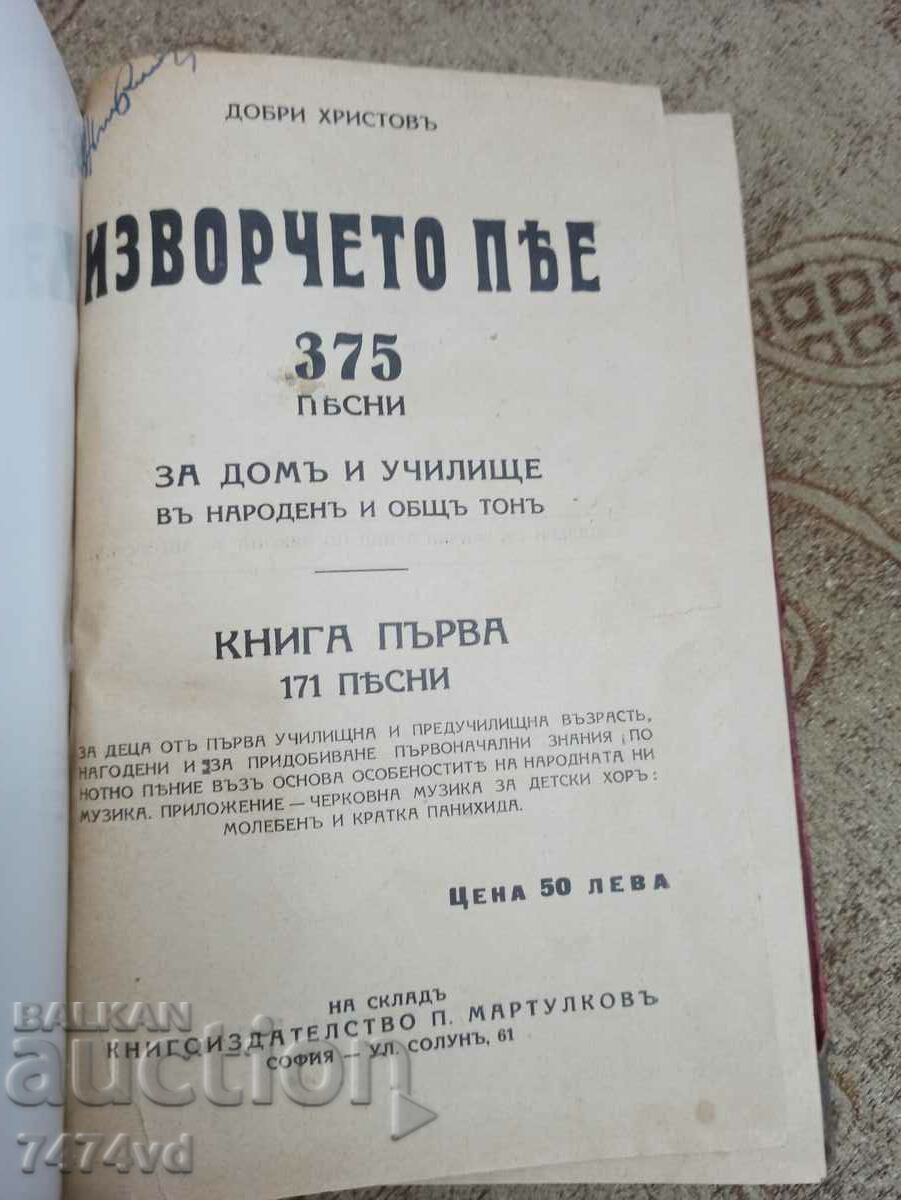 ДОБРИ ХРИСТОВЪ
ИЗВОРЧЕТО ПѢЕ
375
ПѢСНИ
ЗА ДОМЪ И УЧИЛИЩЕ
ВЪ НАРОДЕНЪ И ОБЩЪ ТОНЪ
КНИГА ПЪРВА
171 ПѢСНИ
ЗА ДЕЦА ОТЪ ПЪРВА УЧИЛИЩНА И ПРЕДУЧИЛИЩНА ВЪЗРАСТЬ,
НАГОДЕНИ И ЗА ПРИДОБИВАНЕ ПЪРВОНАЧАЛНИ ЗНАНИЯ ПО
НОТНО ПѢНИЕ ВЪЗЪ ОСНОВА ОСОБЕНОСТИТѢ НА НАРОДНАТА НИ
МУЗИКА. ПРИЛОЖЕНИЕ — ЧЕРКОВНА МУЗИКА ЗА ДЕТСКИ ХОРЪ:
МОЛЕБЕНЪ И КРАТКА ПАНИХИДА.
ЦЕНА 50 ЛЕВА
НА СКЛАДЪ
КНИГОИЗДАТЕЛСТВО П. МАРТУЛКОВЪ
СОФИЯ — УЛ. СОЛУНЪ, 61
BALKAN
auction
7474vd